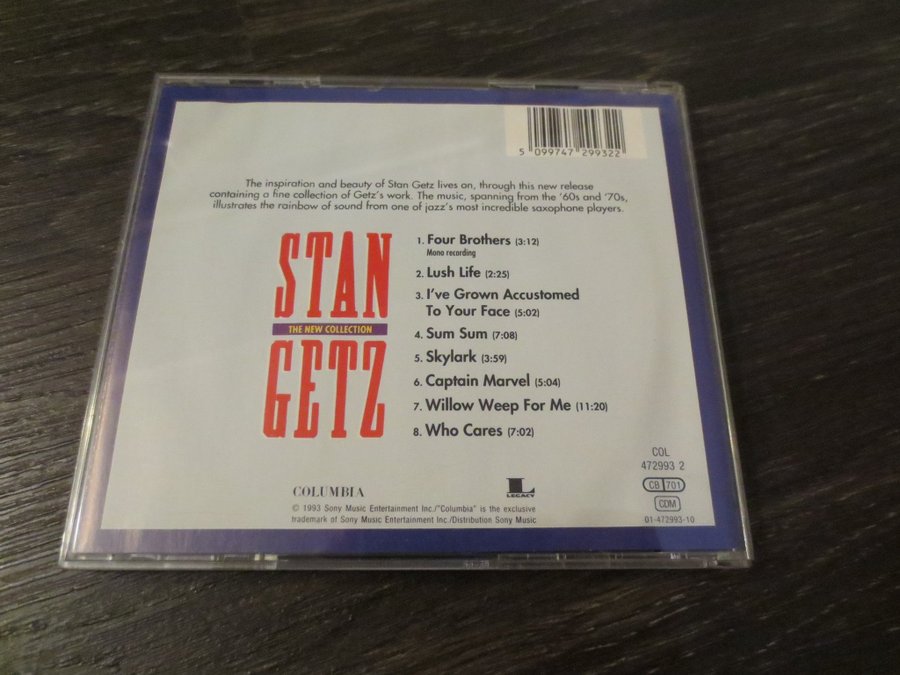 5 099747 299322
The inspiration and beauty of Stan Getz lives on, through this new release
containing a fine collection of Getz's work. The music, spanning from the '60s and '70s,
illustrates the rainbow of sound from one of jazz's most incredible saxophone players.
STAN
THE NEW COLLECTION
GETZ
1. Four Brothers (3:12)
Mono recording
2. Lush Life (2:25)
3. I've Grown Accustomed
To Your Face (5:02)
4. Sum Sum (7:08)
5. Skylark (3:59)
6. Captain Marvel (5:04)
7. Willow Weep For Me (11:20)
8. Who Cares (7:02)
COL
472993 2
CB 701
CDM
01-472993-10
COLUMBIA
L
LEGACY
© 1993 Sony Music Entertainment Inc./"Columbia" is the exclusive
trademark of Sony Music Entertainment Inc./Distribution Sony Music